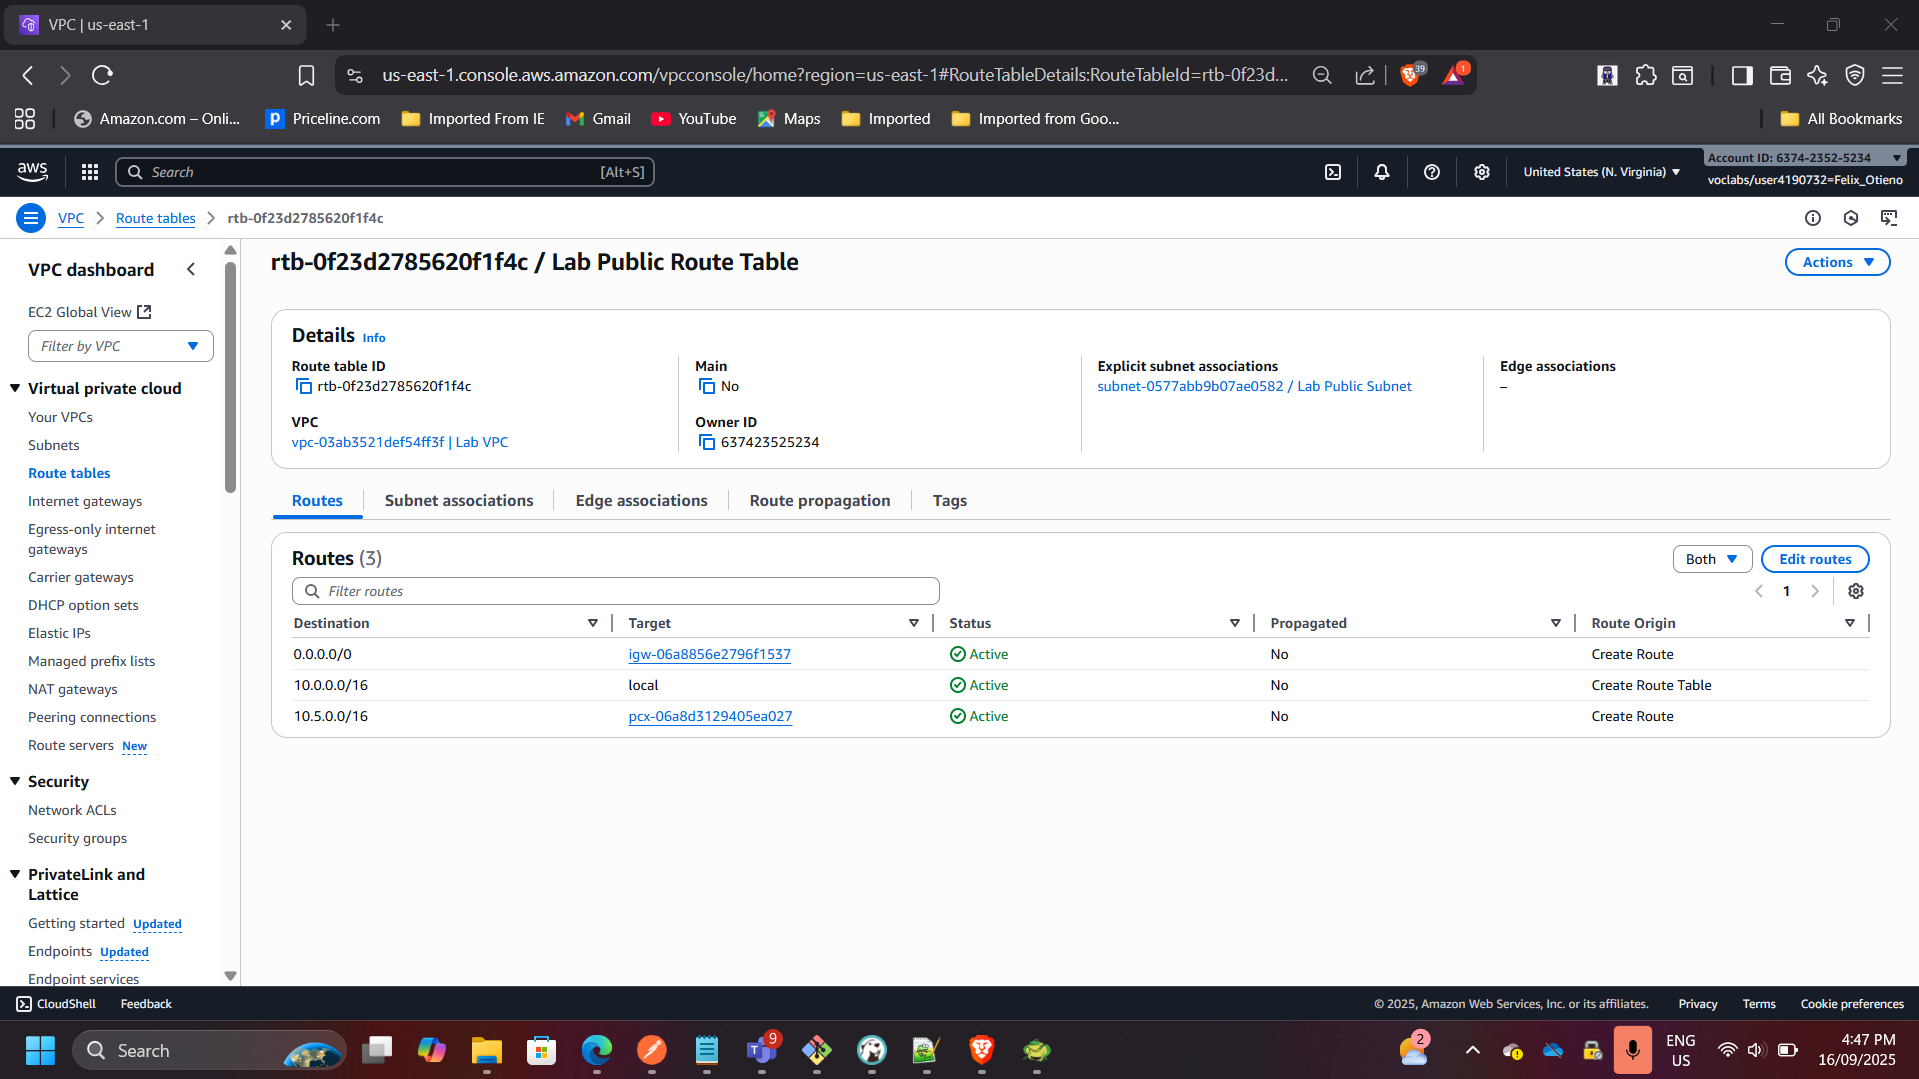 VPC | us-east-1
us-east-1.console.aws.amazon.com/vpcconsole/home?region=us-east-1#RouteTableDetails:RouteTableId=rtb-0f23d...
39
1
Amazon.com – Onli...
Priceline.com
Imported From IE
Gmail
YouTube
Maps
Imported
Imported from Goo...
All Bookmarks
aws
Search
[Alt+S]
United States (N. Virginia)
Account ID: 6374-2352-5234
voclabs/user4190732=Felix_Otieno
VPC
Route tables
rtb-0f23d2785620f1f4c
VPC dashboard
EC2 Global View
Filter by VPC
Virtual private cloud
Your VPCs
Subnets
Route tables
Internet gateways
Egress-only internet
gateways
Carrier gateways
DHCP option sets
Elastic IPs
Managed prefix lists
NAT gateways
Peering connections
Route servers New
Security
Network ACLs
Security groups
PrivateLink and
Lattice
Getting started Updated
Endpoints Updated
Endpoint services
rtb-0f23d2785620f1f4c / Lab Public Route Table
Actions
Details Info
Route table ID
rtb-0f23d2785620f1f4c
Main
No
Explicit subnet associations
subnet-0577abb9b07ae0582 / Lab Public Subnet
Edge associations
–
VPC
vpc-03ab3521def54ff3f | Lab VPC
Owner ID
637423525234
Routes
Subnet associations
Edge associations
Route propagation
Tags
Routes (3)
Both
Edit routes
Filter routes
1
Destination Target Status Propagated Route Origin
0.0.0.0/0 igw-06a8856e2796f1537 Active No Create Route
10.0.0.0/16 local Active No Create Route Table
10.5.0.0/16 pcx-06a8d3129405ea027 Active No Create Route
CloudShell
Feedback
© 2025, Amazon Web Services, Inc. or its affiliates.
Privacy
Terms
Cookie preferences
Search
9
2
ENG
US
4:47 PM
16/09/2025